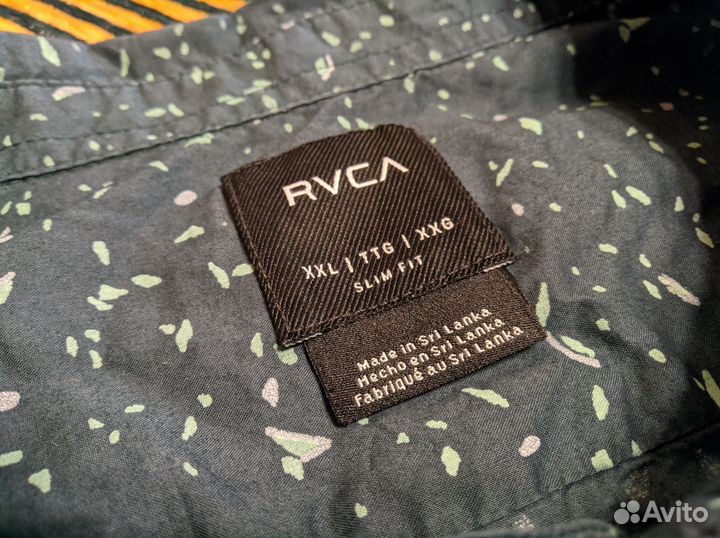 RVCA
XXL | TTG | XXG
SLIM FIT
Made in Sri Lanka
Hecho en Sri Lanka
Fabriqué au Sri Lanka
Avito